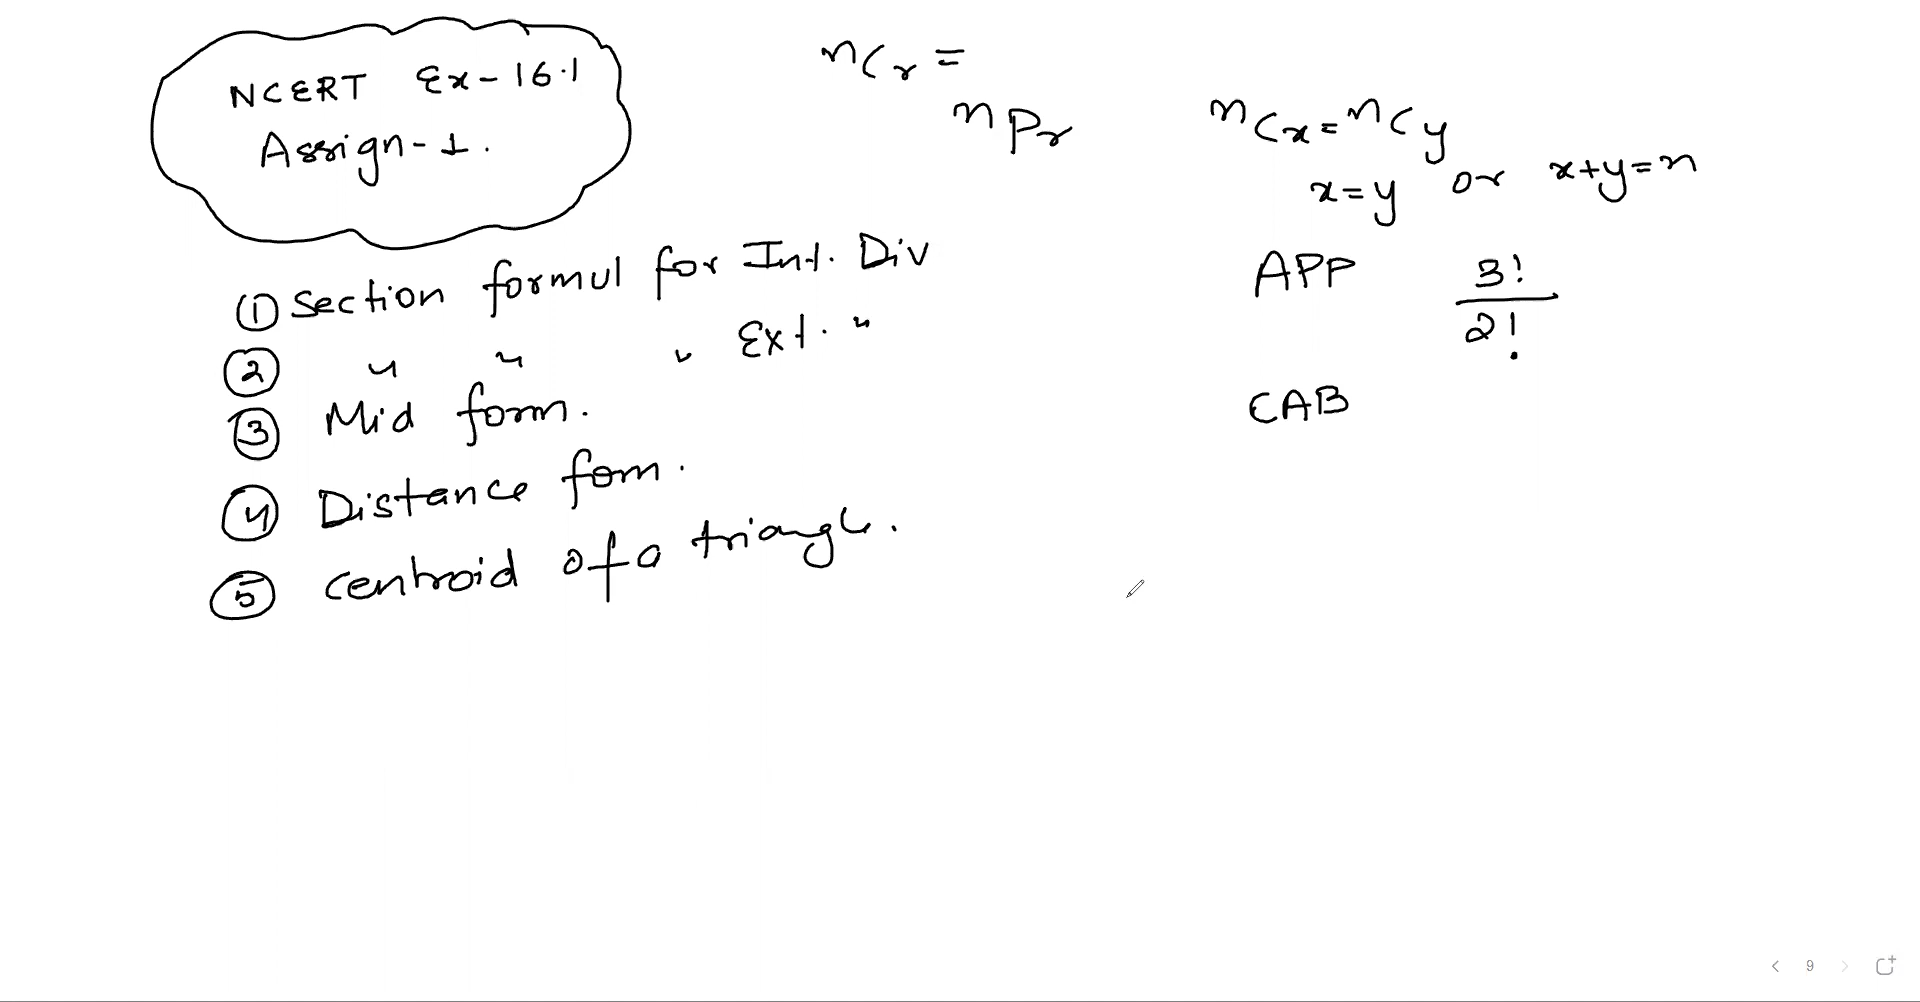 NCERT Ex-16.1
Assign-1.
nCr =
nPr
nCx = nCy
x=y or x+y=n
APP 3!/2!
CAB
① Section formul for Int. Div
② " " " Ext. "
③ Mid form.
④ Distance fom.
⑤ centroid of a triangle.
9